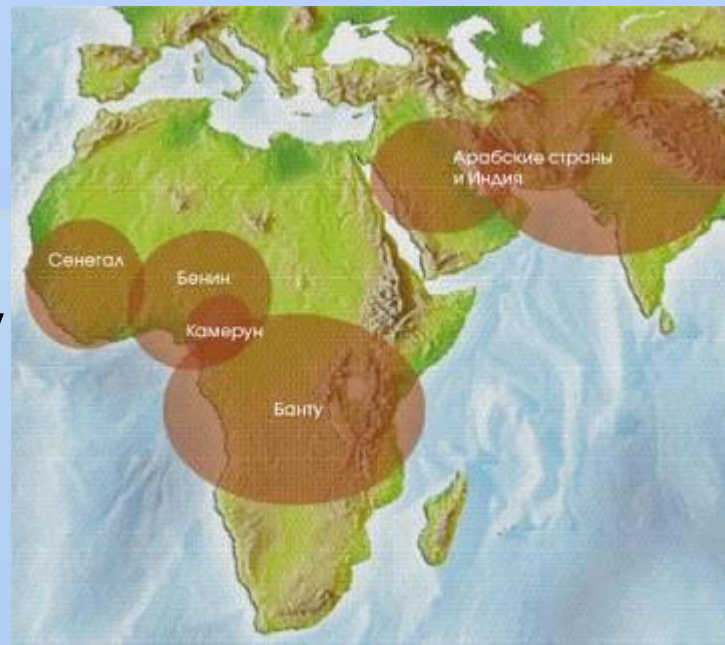 Арабские страны
и Индия
Сенегал
Бенин
Камерун
Банту